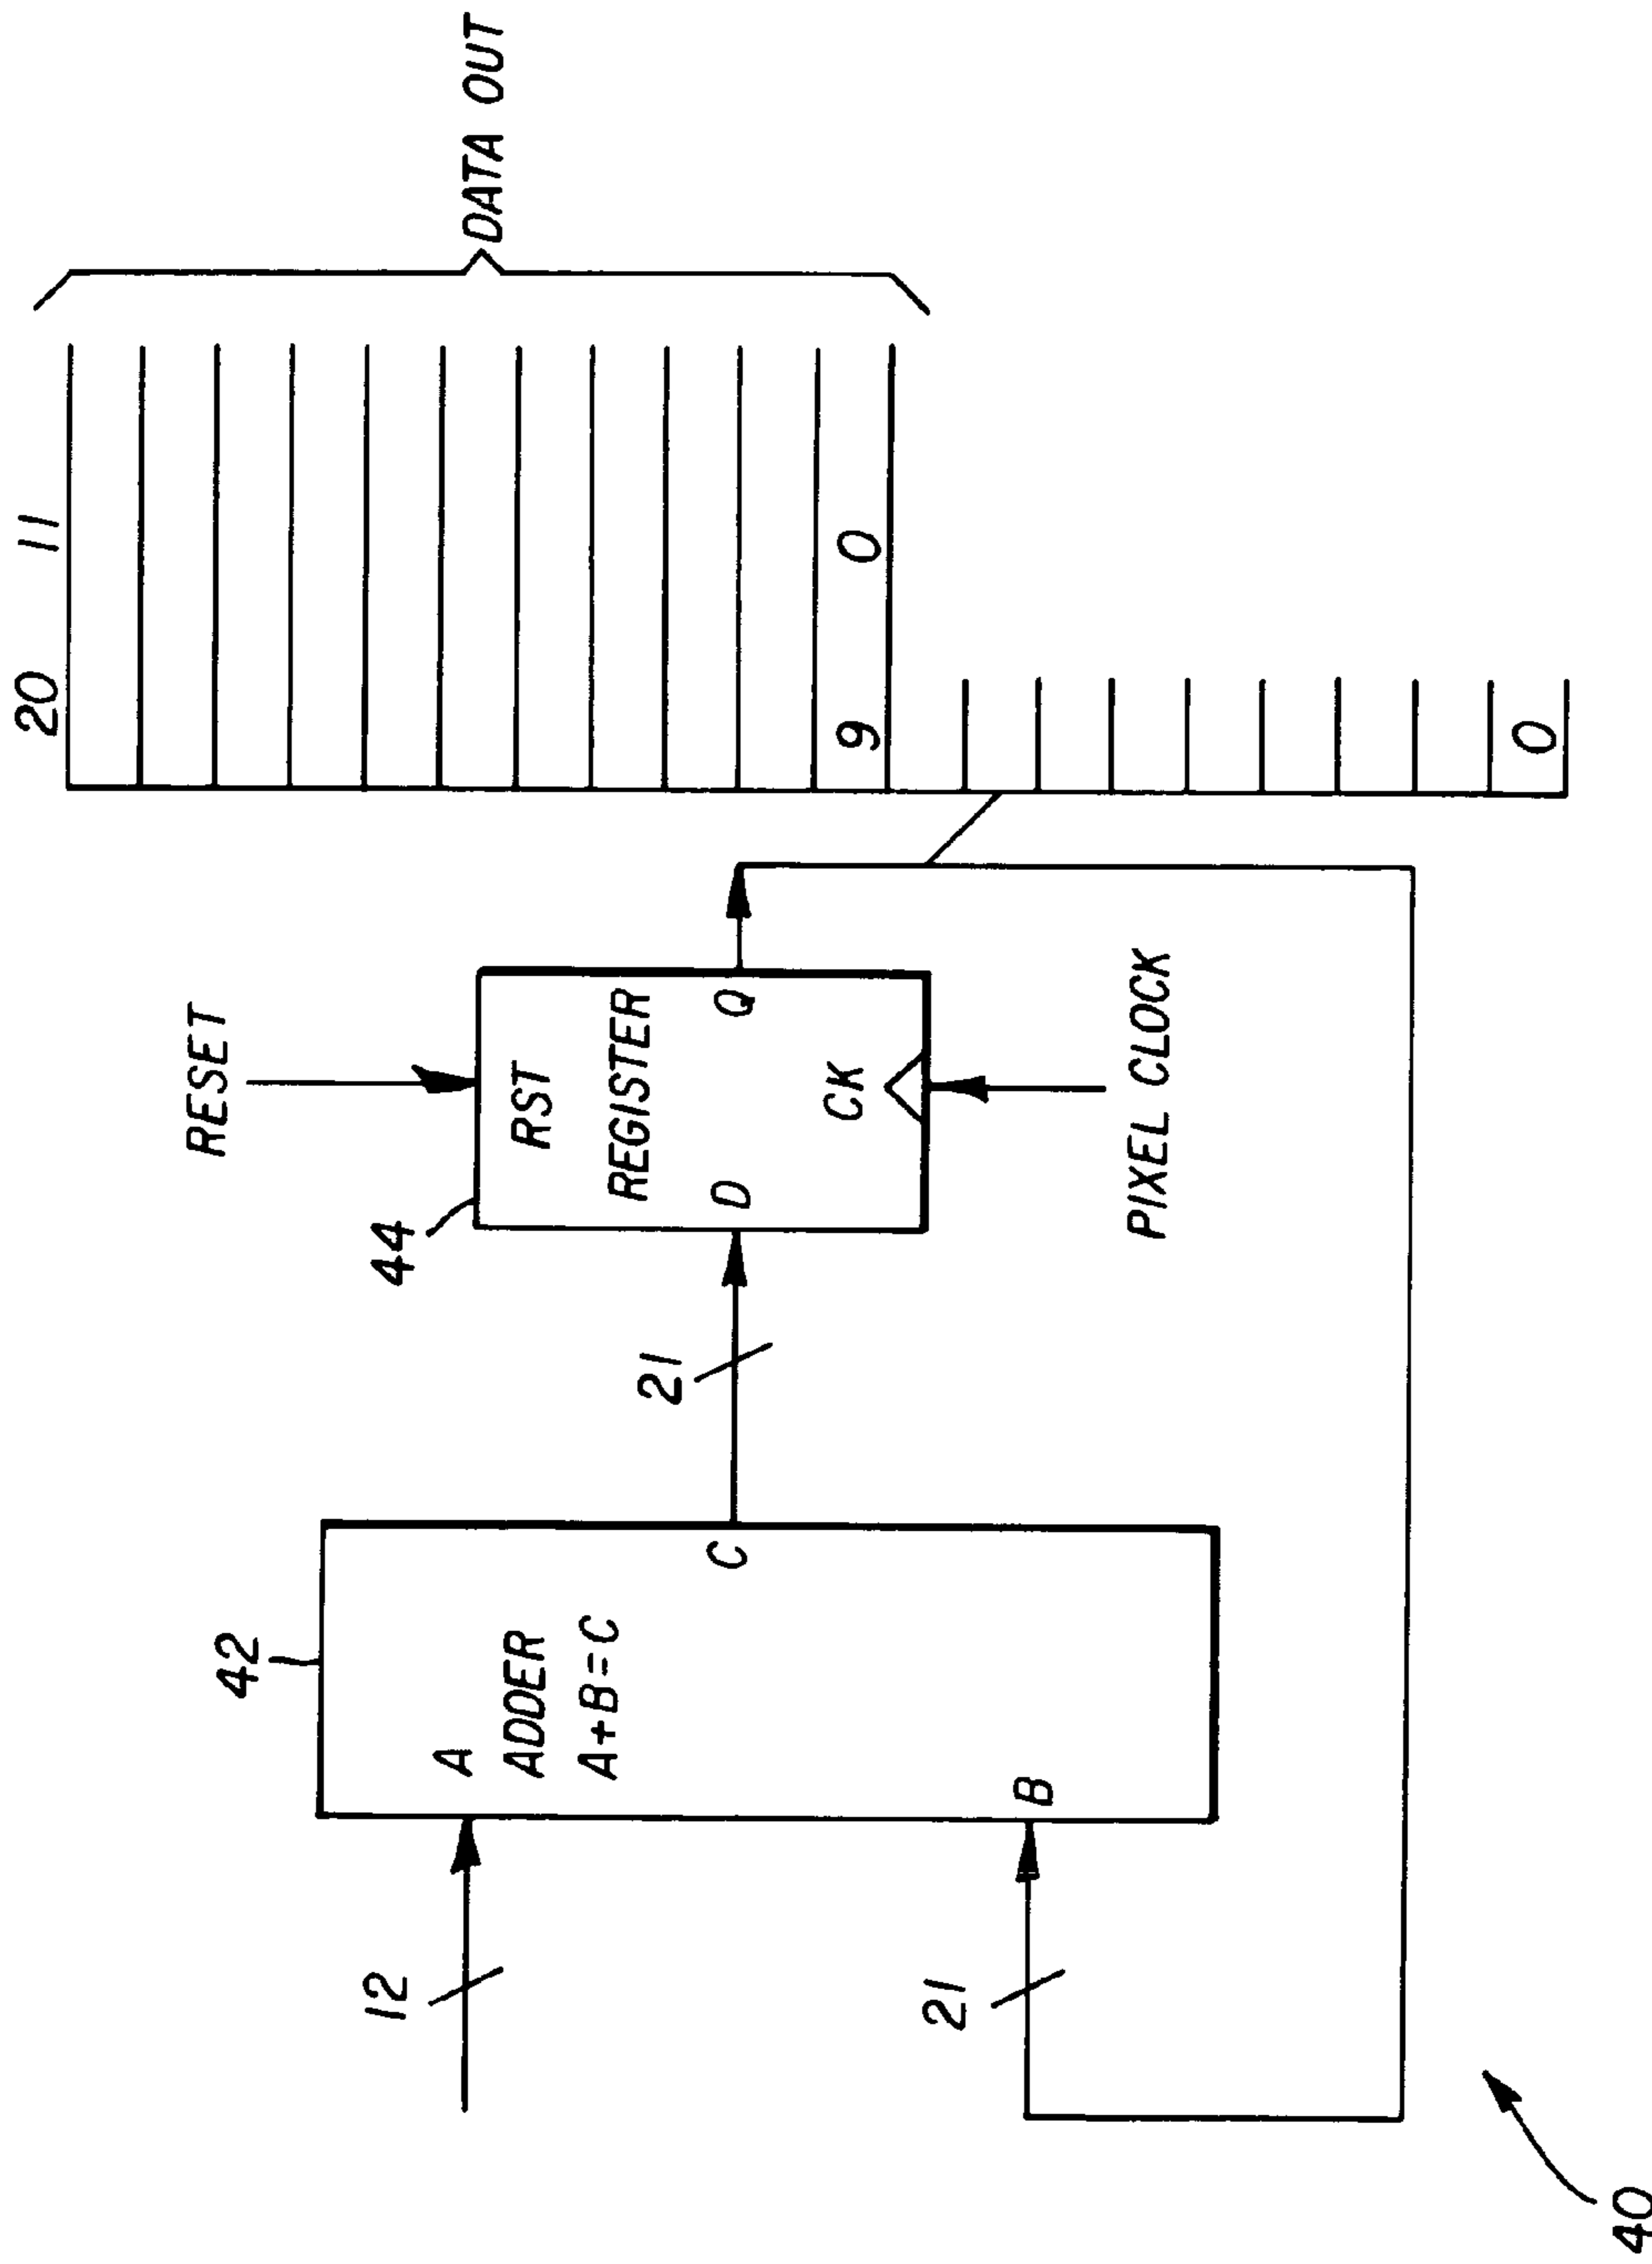 40
12
21
42
A
ADDER
A+B=C
B
C
21
44
RESET
RST
REGISTER
D
Q
CK
PIXEL CLOCK
20
11
9
0
0
DATA OUT